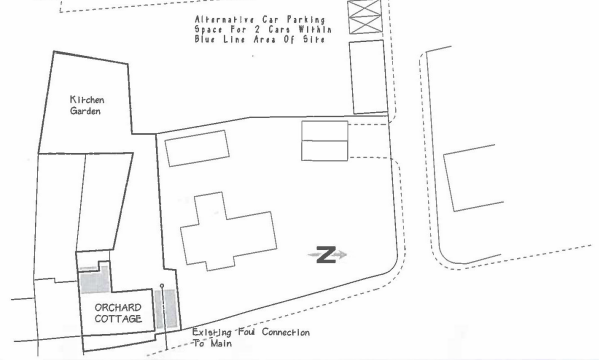 Alternative Car Parking
Space For 2 Cars Within
Blue Line Area Of Site
Kitchen
Garden
N
ORCHARD
COTTAGE
Existing Foul Connection
To Main